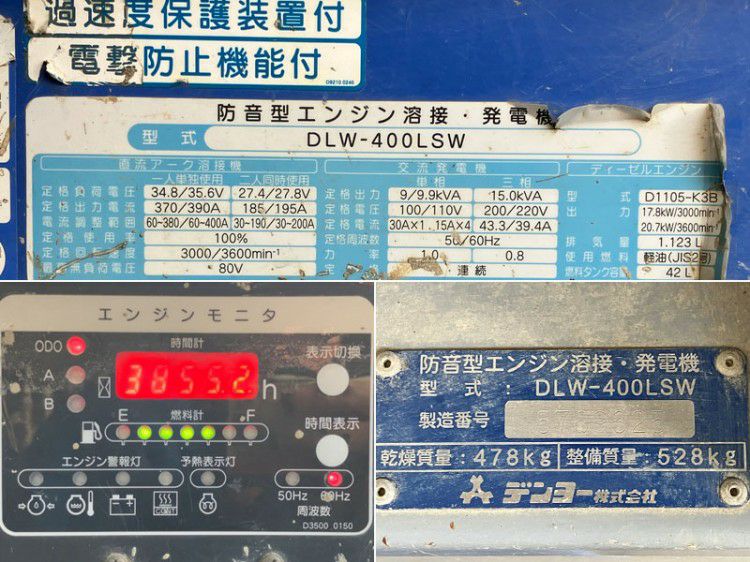 過速度保護装置付
電撃防止機能付
防音型エンジン溶接・発電機
型式 DLW-400LSW
直流アーク溶接機 交流発電機 ディーゼルエンジン
一人単独使用 二人同時使用 単相 三相
定格負荷電圧 34.8/35.6V 27.4/27.8V 定格出力 9/9.9kVA 15.0kVA 型式 D1105-K3B
定格出力電流 370/390A 185/195A 定格電圧 100/110V 200/220V 出力 17.8kW/3000min⁻¹
電流調整範囲 60-380/60-400A 30-190/30-200A 定格電流 30A×1.15A×4 43.3/39.4A 20.7kW/3600min⁻¹
定格使用率 100% 定格周波数 50/60Hz 排気量 1.123 L
定格回転速度 3000/3600min⁻¹ 力率 1.0 0.8 使用燃料 軽油(JIS2号)
最高無負荷電圧 80V 定 連続 燃料タンク容 42 L
エンジンモニタ
ODO 時間計 表示切換
A 3855.2 h
B
E 燃料計 F 時間表示
エンジン警報灯 予熱表示灯
50Hz 60Hz
周波数
D3500 0150
防音型エンジン溶接・発電機
型式: DLW-400LSW
製造番号
乾燥質量: 478kg 整備質量: 528kg
デンヨー株式会社